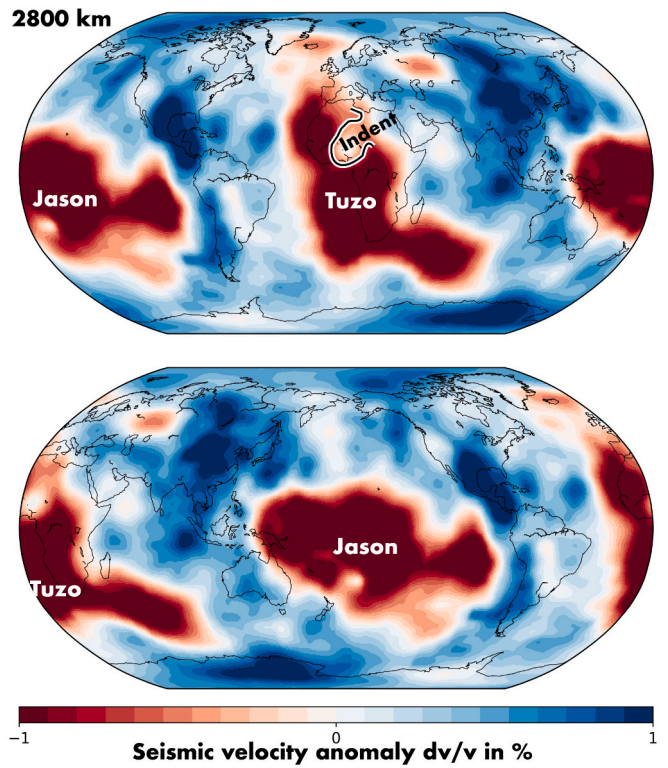 2800 km
Indent
Jason
Tuzo
Jason
Tuzo
−1
0
1
Seismic velocity anomaly dv/v in %